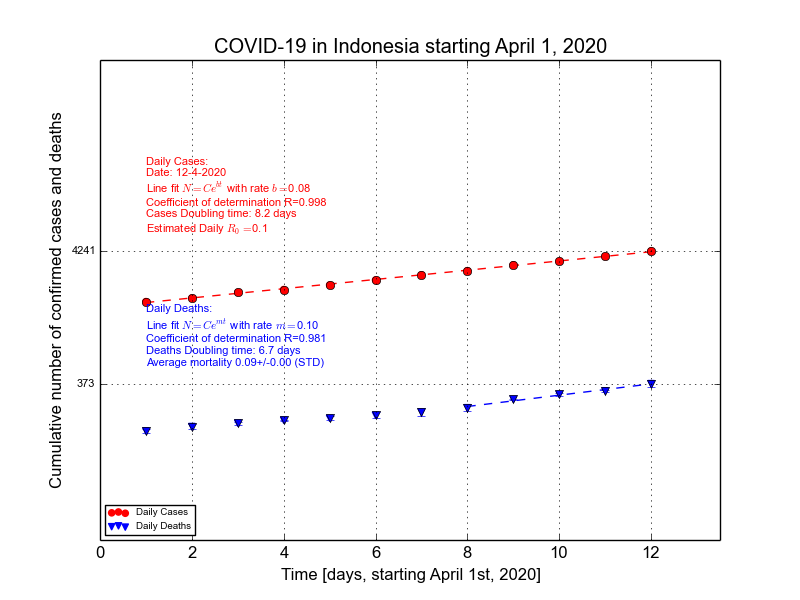 COVID-19 in Indonesia starting April 1, 2020
Cumulative number of confirmed cases and deaths
Daily Cases:
Date: 12-4-2020
Line fit N=Ce^{bt} with rate b=0.08
Coefficient of determination R=0.998
Cases Doubling time: 8.2 days
Estimated Daily R_0 =0.1
4241
Daily Deaths:
Line fit N=Ce^{mt} with rate m=0.10
Coefficient of determination R=0.981
Deaths Doubling time: 6.7 days
Average mortality 0.09+/-0.00 (STD)
373
Daily Cases
Daily Deaths
0 2 4 6 8 10 12
Time [days, starting April 1st, 2020]